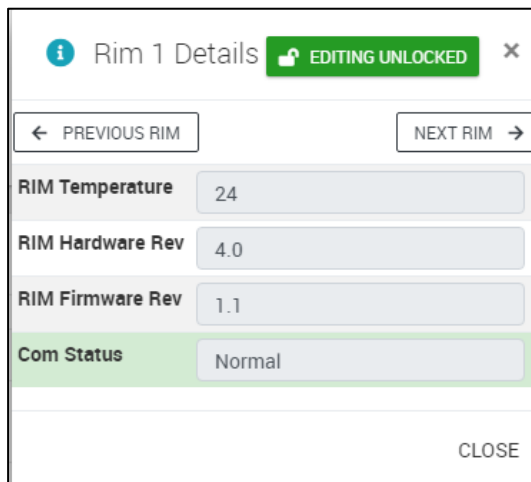 Rim 1 Details EDITING UNLOCKED ×
← PREVIOUS RIM NEXT RIM →
RIM Temperature 24
RIM Hardware Rev 4.0
RIM Firmware Rev 1.1
Com Status Normal
CLOSE